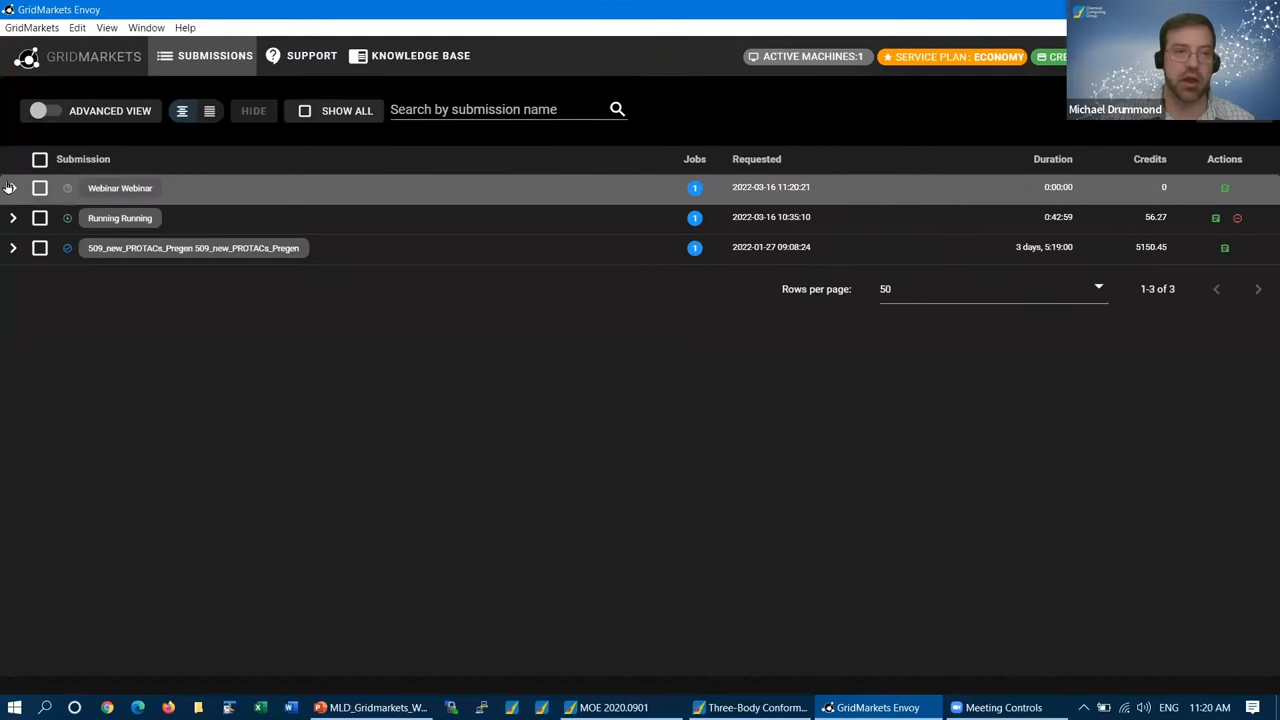 GridMarkets Envoy
GridMarkets Edit View Window Help
GRIDMARKETS SUBMISSIONS SUPPORT KNOWLEDGE BASE ACTIVE MACHINES:1 SERVICE PLAN : ECONOMY CRE
Chemical Computing Group
Michael Drummond
ADVANCED VIEW HIDE SHOW ALL Search by submission name
Submission Jobs Requested Duration Credits Actions
Webinar Webinar 1 2022-03-16 11:20:21 0:00:00 0
Running Running 1 2022-03-16 10:35:10 0:42:59 56.27
509_new_PROTACs_Pregen 509_new_PROTACs_Pregen 1 2022-01-27 09:08:24 3 days, 5:19:00 5150.45
Rows per page: 50 1-3 of 3
MLD_Gridmarkets_W... MOE 2020.0901 Three-Body Conform... GridMarkets Envoy Meeting Controls ENG 11:20 AM